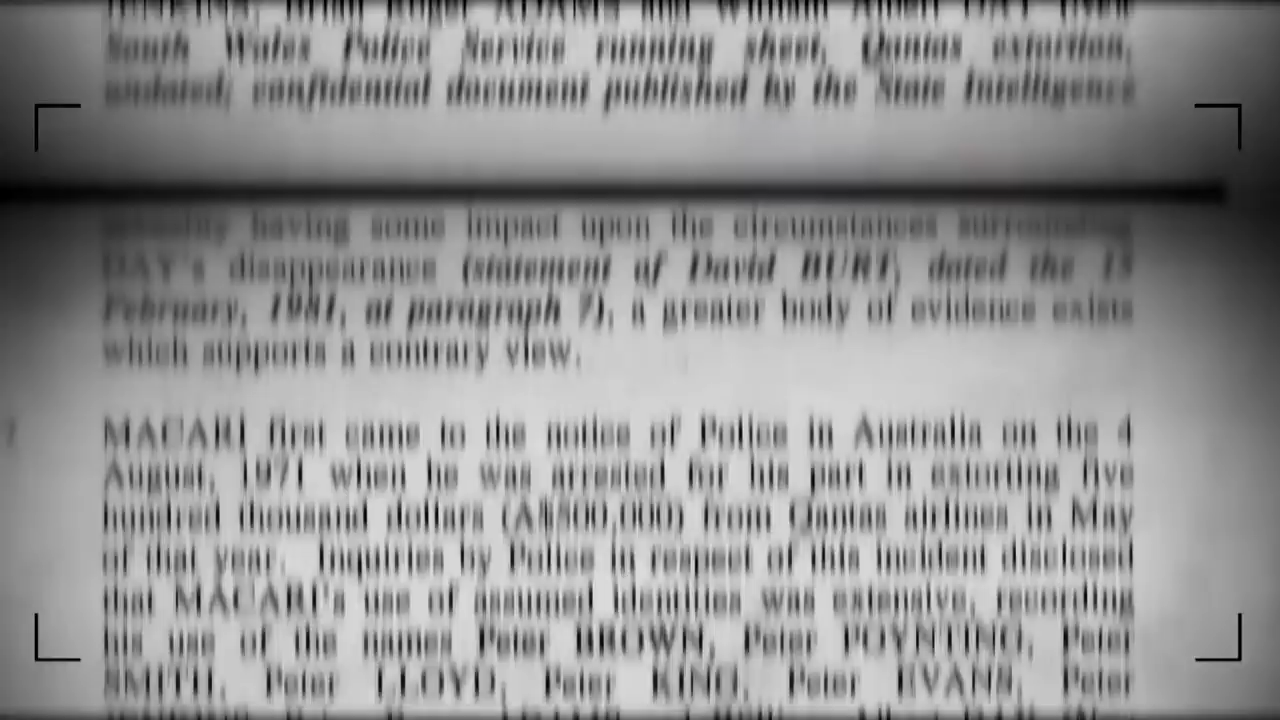 ADAMS and William
South Wales Police Service running sheet, Qantas extortion,
undated, confidential document published by the State Intelligence
having some impact upon the circumstances surrounding
DAY's disappearance (statement of David BURT, dated the 15
February, 1981, at paragraph 7), a greater body of evidence exists
which supports a contrary view.
MACARI first came to the notice of Police in Australia on the 4
August, 1971 when he was arrested for his part in extorting five
hundred thousand dollars (A$500,000) from Qantas airlines in May
of that year. Inquiries by Police in respect of this incident disclosed
that MACARI's use of assumed identities was extensive, recording
his use of the names Peter BROWN, Peter POYNTING, Peter
SMITH, Peter LLOYD, Peter KING, Peter EVANS, Peter